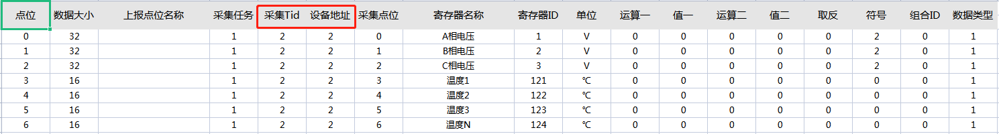 点位 数据大小 上报点位名称 采集任务 采集Tid 设备地址 采集点位 寄存器名称 寄存器ID 单位 运算一 值一 运算二 值二 取反 符号 组合ID 数据类型
0 32 1 2 2 0 A相电压 1 V 0 0 0 0 0 2 0 1
1 32 1 2 2 1 B相电压 2 V 0 0 0 0 0 2 0 1
2 32 1 2 2 2 C相电压 3 V 0 0 0 0 0 2 0 1
3 16 1 2 2 3 温度1 121 ℃ 0 0 0 0 0 0 0 1
4 16 1 2 2 4 温度2 122 ℃ 0 0 0 0 0 0 0 1
5 16 1 2 2 5 温度3 123 ℃ 0 0 0 0 0 0 0 1
6 16 1 2 2 6 温度N 124 ℃ 0 0 0 0 0 0 0 1